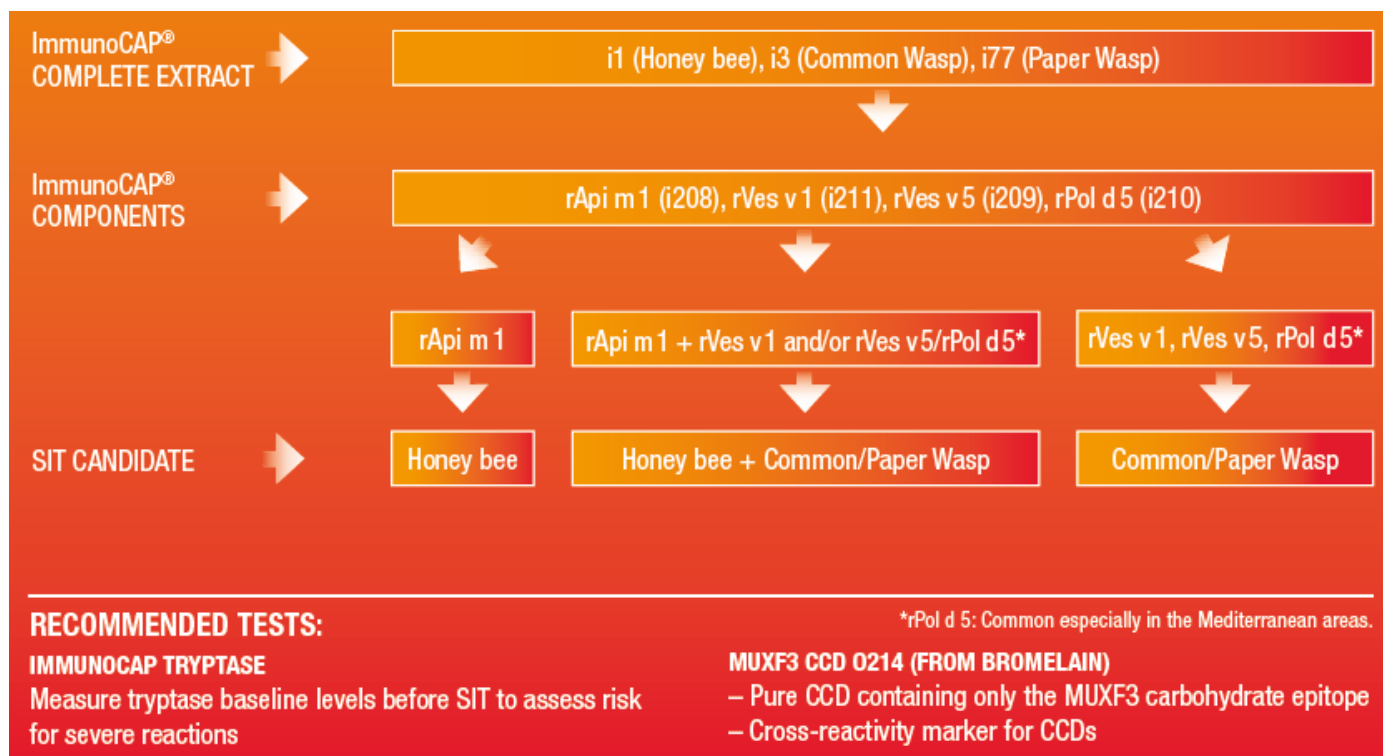 ImmunoCAP®
COMPLETE EXTRACT
i1 (Honey bee), i3 (Common Wasp), i77 (Paper Wasp)
ImmunoCAP®
COMPONENTS
rApi m 1 (i208), rVes v 1 (i211), rVes v 5 (i209), rPol d 5 (i210)
rApi m 1
rApi m 1 + rVes v 1 and/or rVes v 5/rPol d 5*
rVes v 1, rVes v 5, rPol d 5*
SIT CANDIDATE
Honey bee
Honey bee + Common/Paper Wasp
Common/Paper Wasp
*rPol d 5: Common especially in the Mediterranean areas.
RECOMMENDED TESTS:
IMMUNOCAP TRYPTASE
Measure tryptase baseline levels before SIT to assess risk
for severe reactions
MUXF3 CCD O214 (FROM BROMELAIN)
– Pure CCD containing only the MUXF3 carbohydrate epitope
– Cross-reactivity marker for CCDs